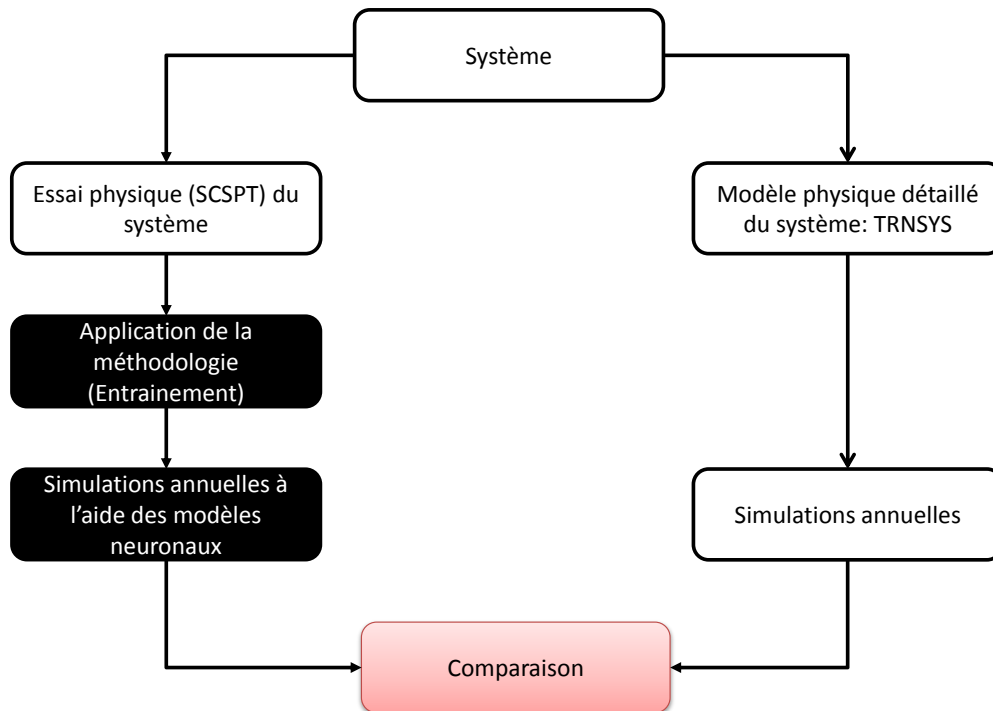 Système
Essai physique (SCSPT) du
système
Modèle physique détaillé
du système: TRNSYS
Application de la
méthodologie
(Entrainement)
Simulations annuelles à
l'aide des modèles
neuronaux
Simulations annuelles
Comparaison